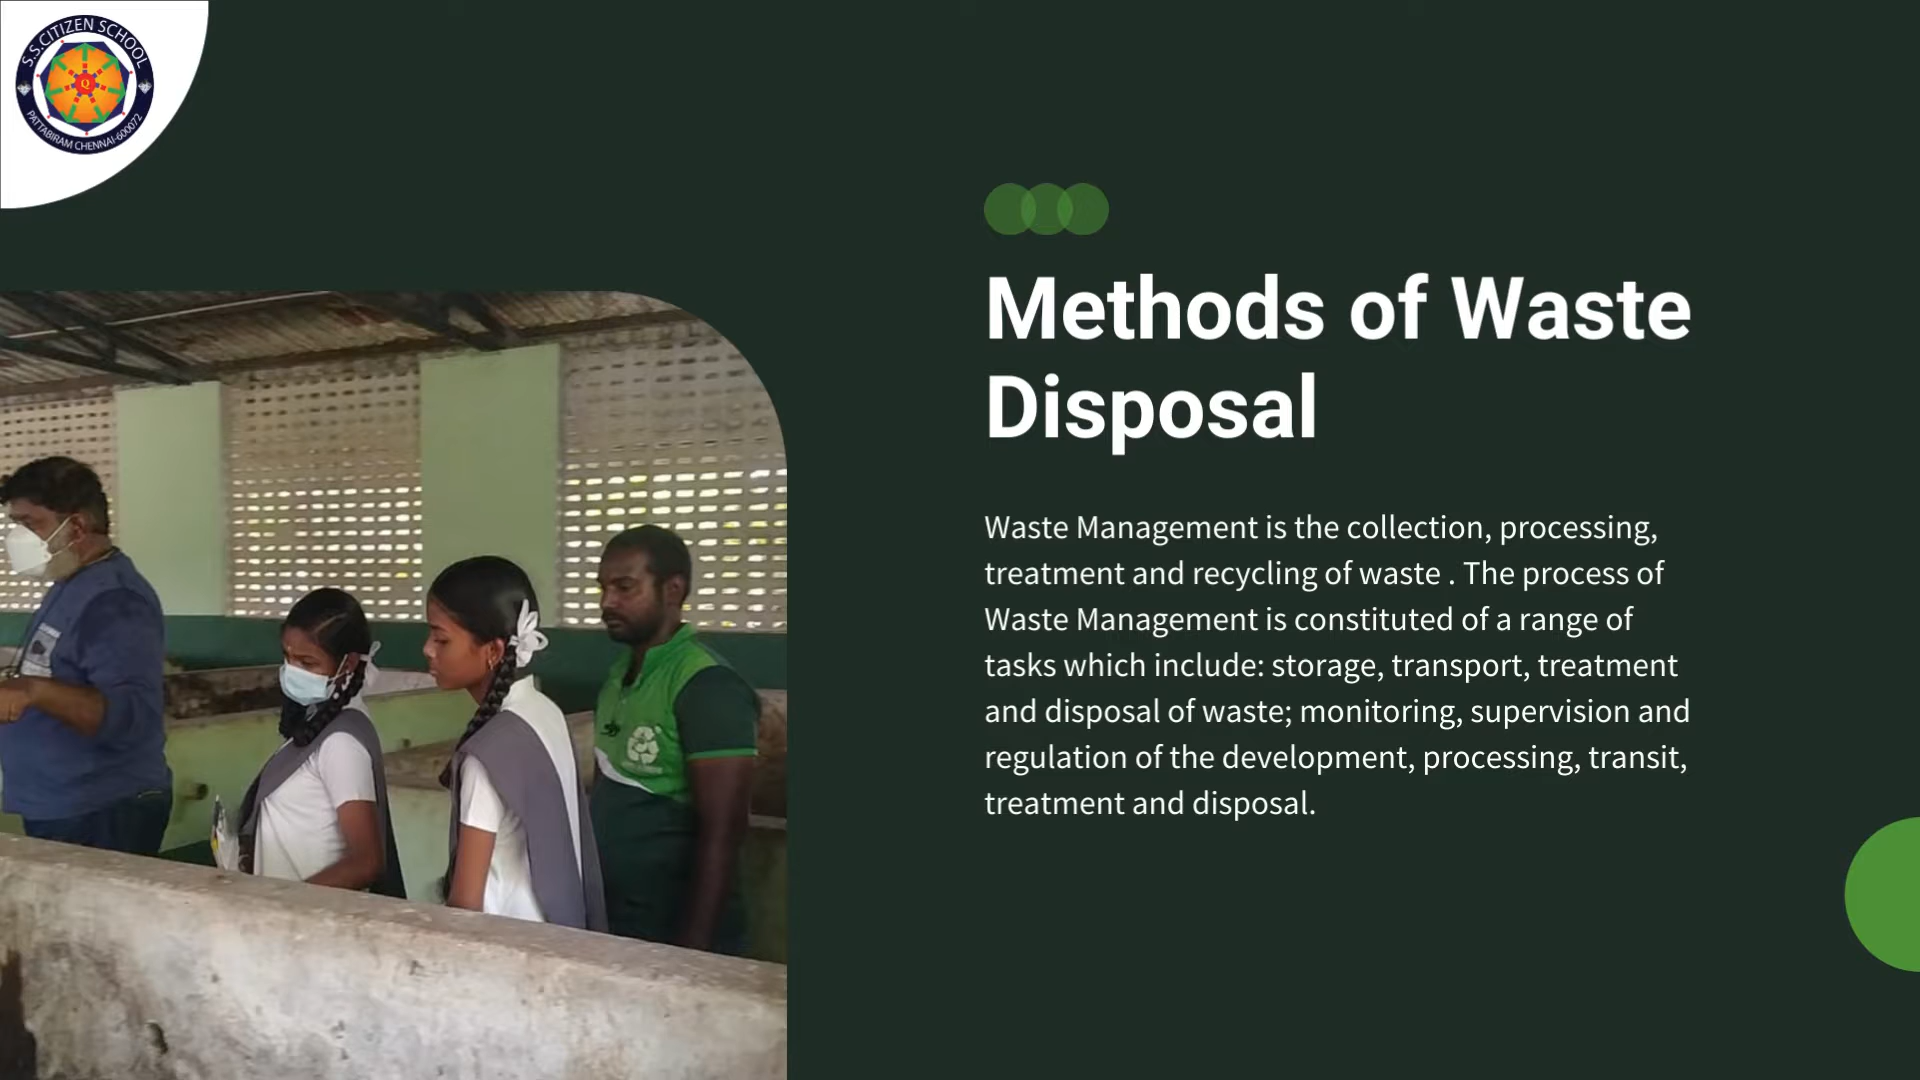 S.S.CITIZEN SCHOOL
PATTABIRAM CHENNAI-600072
Q
Methods of Waste
Disposal
Waste Management is the collection, processing,
treatment and recycling of waste . The process of
Waste Management is constituted of a range of
tasks which include: storage, transport, treatment
and disposal of waste; monitoring, supervision and
regulation of the development, processing, transit,
treatment and disposal.